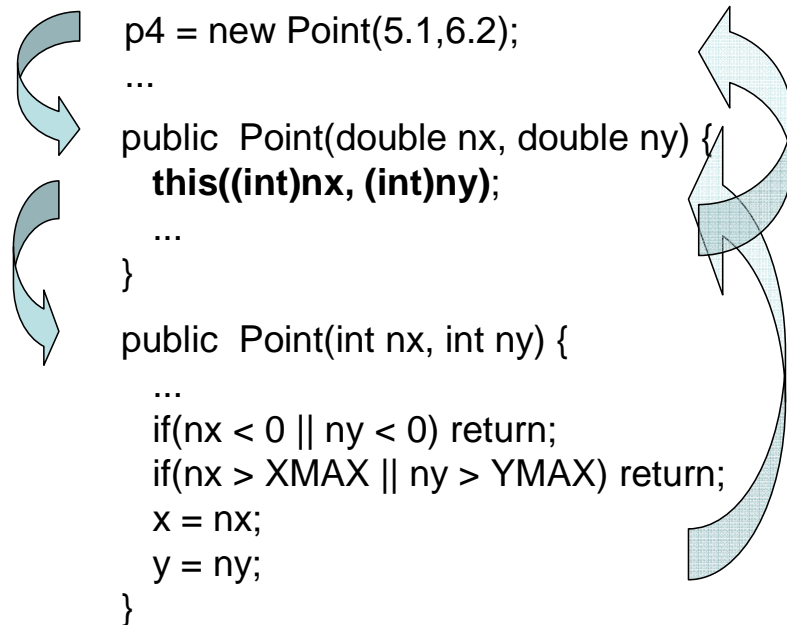 p4 = new Point(5.1,6.2);
...
public  Point(double nx, double ny) {
this((int)nx, (int)ny);
...
}
public  Point(int nx, int ny) {
...
if(nx < 0 || ny < 0) return;
if(nx > XMAX || ny > YMAX) return;
x = nx;
y = ny;
}